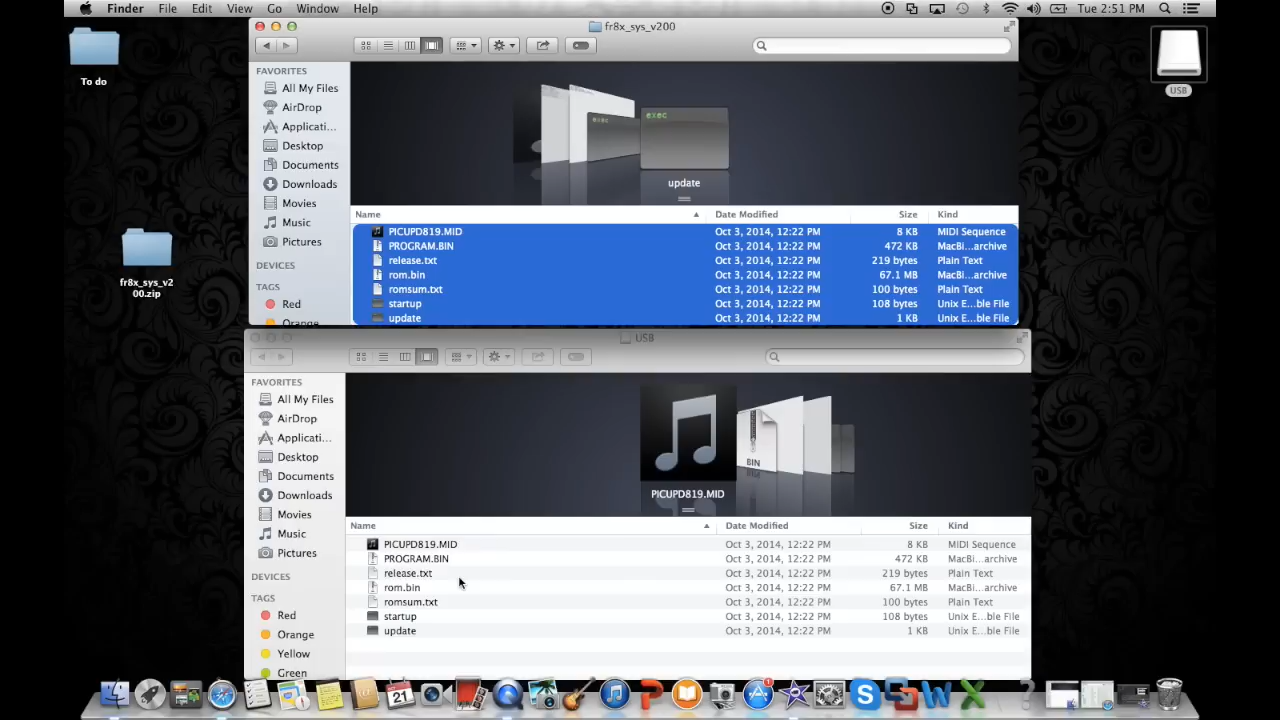 Finder File Edit View Go Window Help Tue 2:51 PM
fr8x_sys_v200
To do
USB
fr8x_sys_v2
00.zip
FAVORITES
All My Files
AirDrop
Applicati...
Desktop
Documents
Downloads
Movies
Music
Pictures
DEVICES
TAGS
Red
Orange
exec
exec
update
Name Date Modified Size Kind
PICUPD819.MID Oct 3, 2014, 12:22 PM 8 KB MIDI Sequence
PROGRAM.BIN Oct 3, 2014, 12:22 PM 472 KB MacBi...archive
release.txt Oct 3, 2014, 12:22 PM 219 bytes Plain Text
rom.bin Oct 3, 2014, 12:22 PM 67.1 MB MacBi...archive
romsum.txt Oct 3, 2014, 12:22 PM 100 bytes Plain Text
startup Oct 3, 2014, 12:22 PM 108 bytes Unix E...ble File
update Oct 3, 2014, 12:22 PM 1 KB Unix E...ble File
USB
FAVORITES
All My Files
AirDrop
Applicati...
Desktop
Documents
Downloads
Movies
Music
Pictures
DEVICES
TAGS
Red
Orange
Yellow
Green
BIN
PICUPD819.MID
Name Date Modified Size Kind
PICUPD819.MID Oct 3, 2014, 12:22 PM 8 KB MIDI Sequence
PROGRAM.BIN Oct 3, 2014, 12:22 PM 472 KB MacBi...archive
release.txt Oct 3, 2014, 12:22 PM 219 bytes Plain Text
rom.bin Oct 3, 2014, 12:22 PM 67.1 MB MacBi...archive
romsum.txt Oct 3, 2014, 12:22 PM 100 bytes Plain Text
startup Oct 3, 2014, 12:22 PM 108 bytes Unix E...ble File
update Oct 3, 2014, 12:22 PM 1 KB Unix E...ble File
21
1